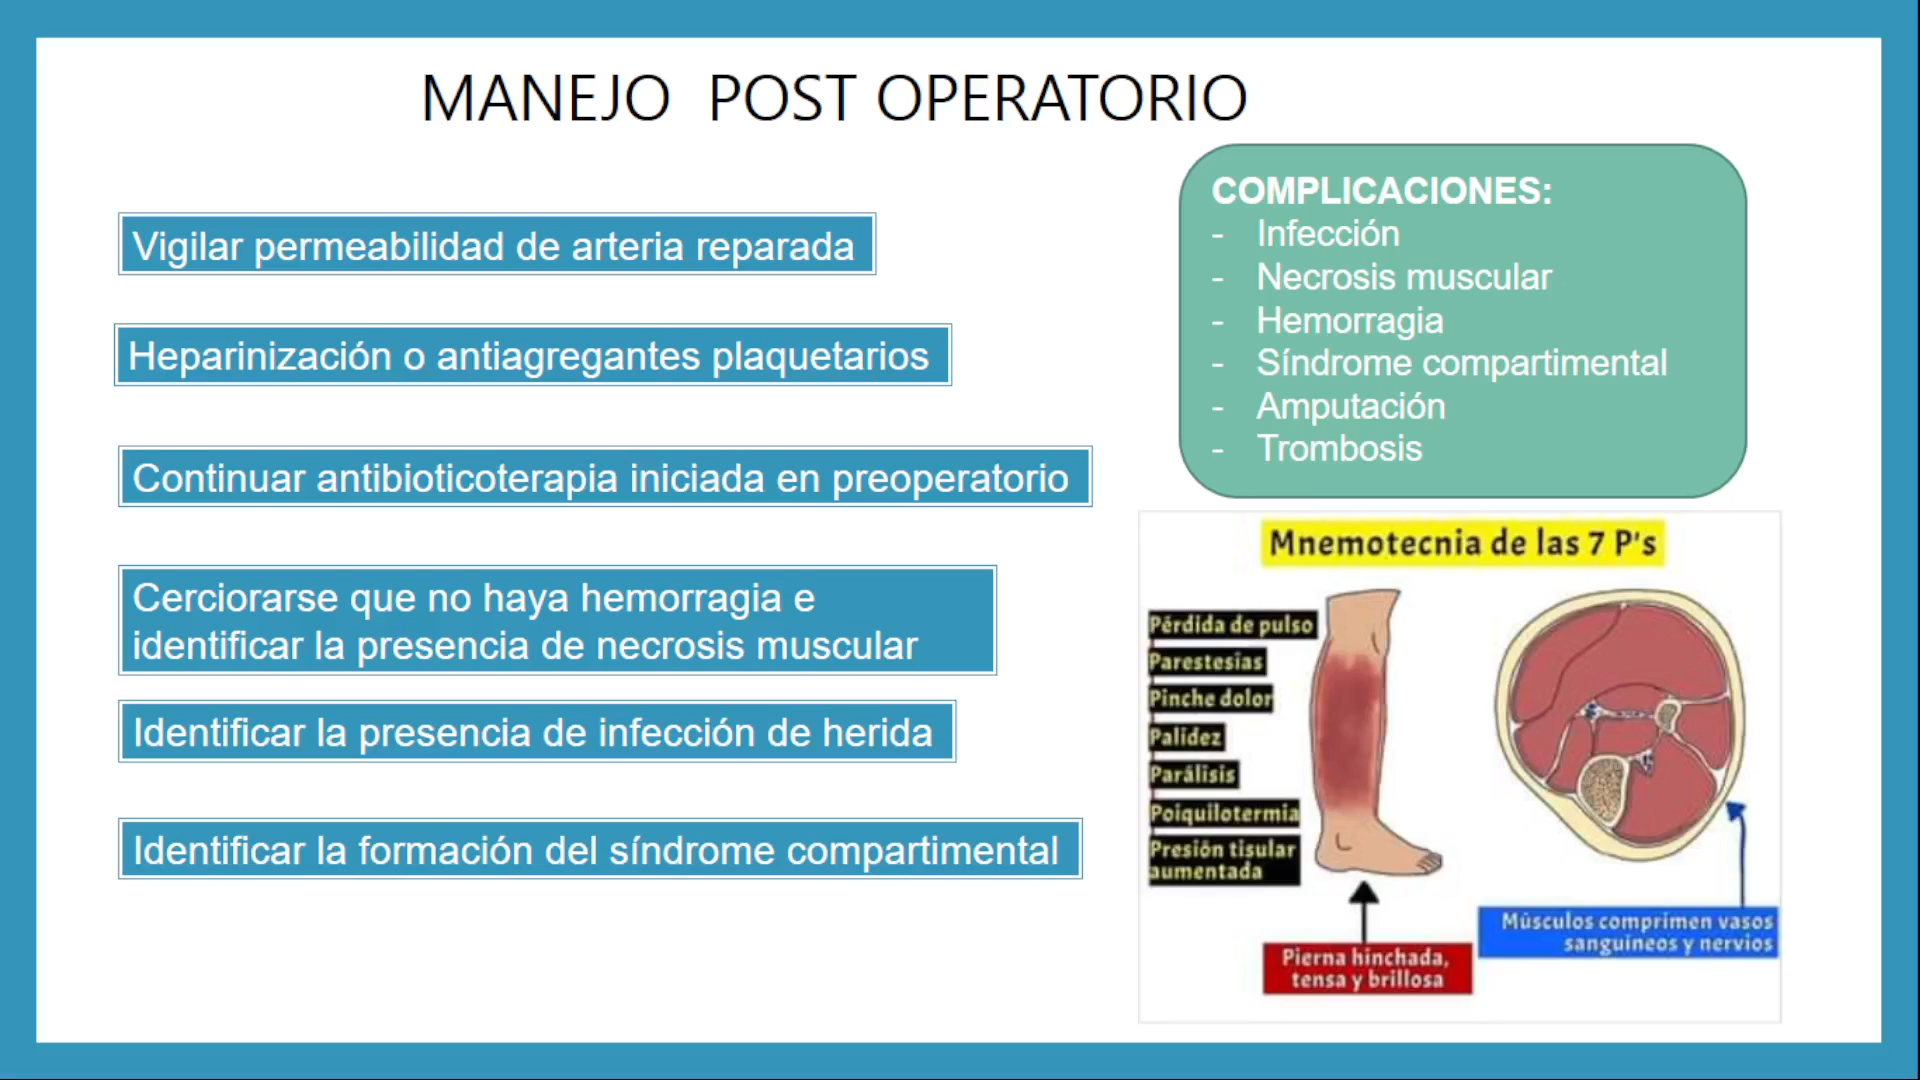 MANEJO POST OPERATORIO
Vigilar permeabilidad de arteria reparada
Heparinización o antiagregantes plaquetarios
Continuar antibioticoterapia iniciada en preoperatorio
Cerciorarse que no haya hemorragia e
identificar la presencia de necrosis muscular
Identificar la presencia de infección de herida
Identificar la formación del síndrome compartimental
COMPLICACIONES:
- Infección
- Necrosis muscular
- Hemorragia
- Síndrome compartimental
- Amputación
- Trombosis
Mnemotecnia de las 7 P's
Pérdida de pulso
Parestesias
Pinche dolor
Palidez
Parálisis
Poiquilotermia
Presión tisular
aumentada
Pierna hinchada,
tensa y brillosa
Músculos comprimen vasos
sanguíneos y nervios